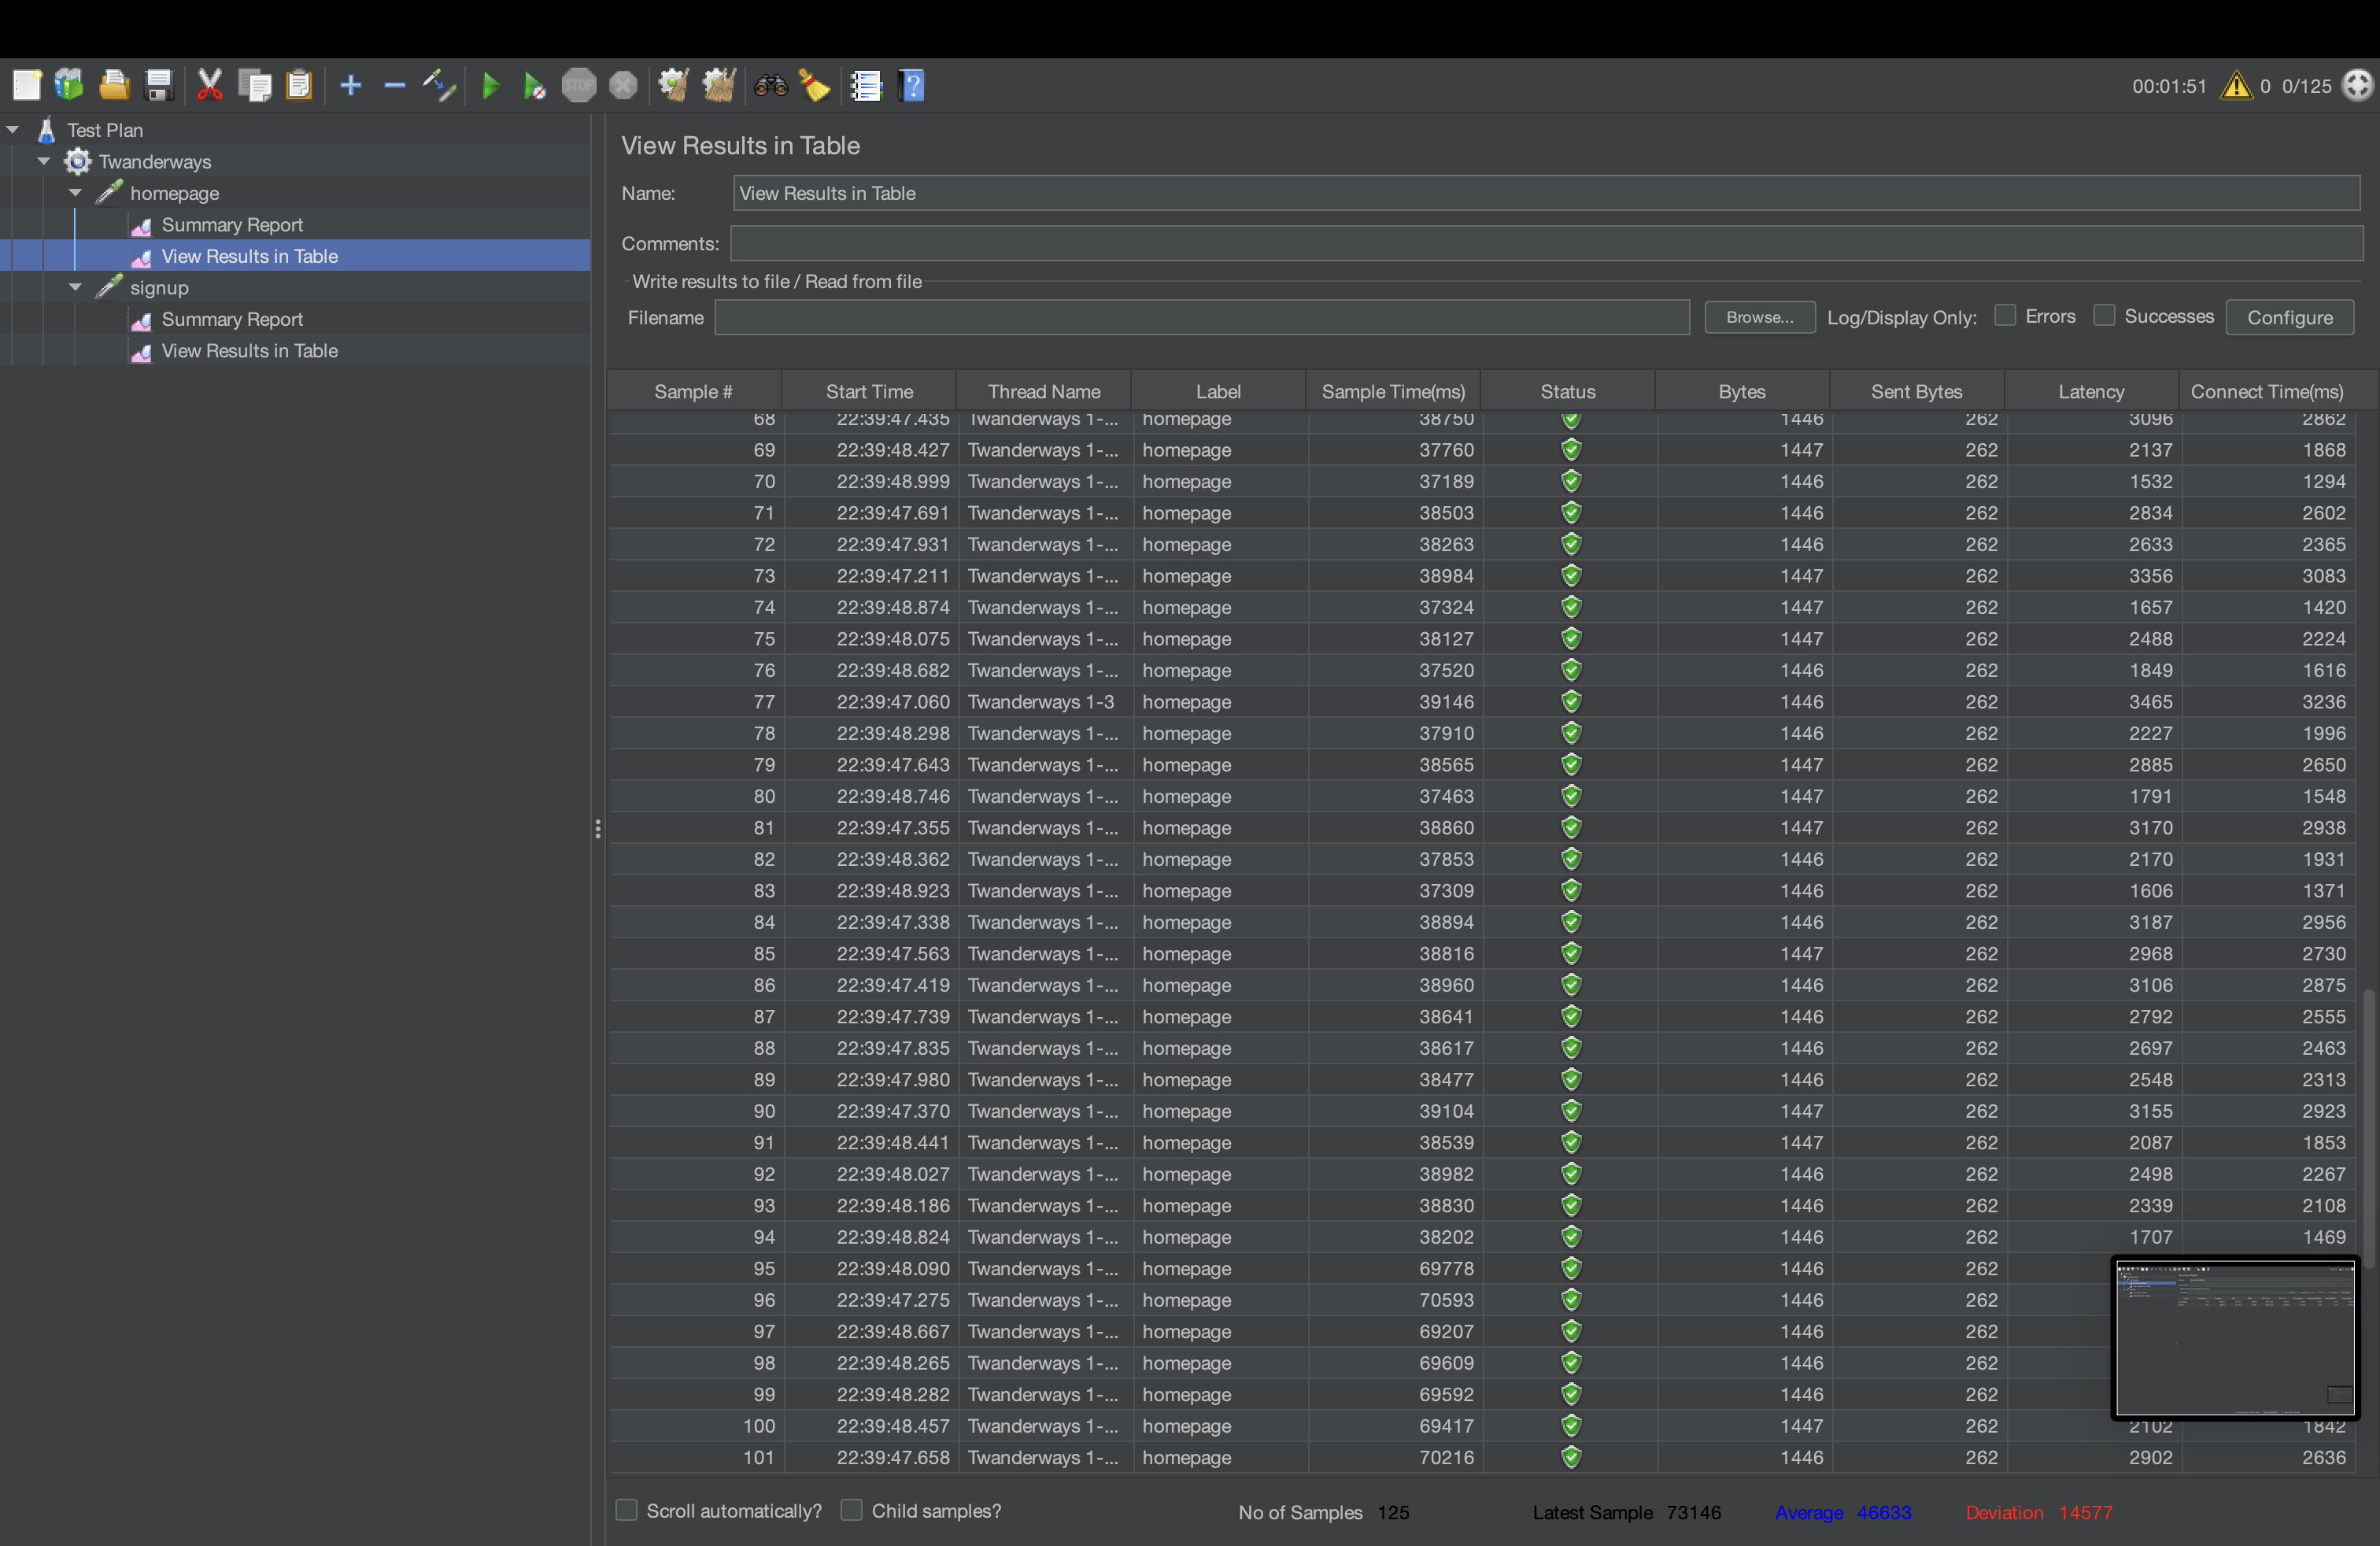 00:01:51 0 0/125
Test Plan
Twanderways
homepage
Summary Report
View Results in Table
signup
Summary Report
View Results in Table
View Results in Table
Name: View Results in Table
Comments:
Write results to file / Read from file
Filename Browse... Log/Display Only: Errors Successes Configure
Sample # Start Time Thread Name Label Sample Time(ms) Status Bytes Sent Bytes Latency Connect Time(ms)
68 22:39:47.435 Twanderways 1-... homepage 38750 1446 262 3096 2862
69 22:39:48.427 Twanderways 1-... homepage 37760 1447 262 2137 1868
70 22:39:48.999 Twanderways 1-... homepage 37189 1446 262 1532 1294
71 22:39:47.691 Twanderways 1-... homepage 38503 1446 262 2834 2602
72 22:39:47.931 Twanderways 1-... homepage 38263 1446 262 2633 2365
73 22:39:47.211 Twanderways 1-... homepage 38984 1447 262 3356 3083
74 22:39:48.874 Twanderways 1-... homepage 37324 1447 262 1657 1420
75 22:39:48.075 Twanderways 1-... homepage 38127 1447 262 2488 2224
76 22:39:48.682 Twanderways 1-... homepage 37520 1446 262 1849 1616
77 22:39:47.060 Twanderways 1-3 homepage 39146 1446 262 3465 3236
78 22:39:48.298 Twanderways 1-... homepage 37910 1446 262 2227 1996
79 22:39:47.643 Twanderways 1-... homepage 38565 1447 262 2885 2650
80 22:39:48.746 Twanderways 1-... homepage 37463 1447 262 1791 1548
81 22:39:47.355 Twanderways 1-... homepage 38860 1447 262 3170 2938
82 22:39:48.362 Twanderways 1-... homepage 37853 1446 262 2170 1931
83 22:39:48.923 Twanderways 1-... homepage 37309 1446 262 1606 1371
84 22:39:47.338 Twanderways 1-... homepage 38894 1446 262 3187 2956
85 22:39:47.563 Twanderways 1-... homepage 38816 1447 262 2968 2730
86 22:39:47.419 Twanderways 1-... homepage 38960 1446 262 3106 2875
87 22:39:47.739 Twanderways 1-... homepage 38641 1446 262 2792 2555
88 22:39:47.835 Twanderways 1-... homepage 38617 1446 262 2697 2463
89 22:39:47.980 Twanderways 1-... homepage 38477 1446 262 2548 2313
90 22:39:47.370 Twanderways 1-... homepage 39104 1447 262 3155 2923
91 22:39:48.441 Twanderways 1-... homepage 38539 1447 262 2087 1853
92 22:39:48.027 Twanderways 1-... homepage 38982 1446 262 2498 2267
93 22:39:48.186 Twanderways 1-... homepage 38830 1446 262 2339 2108
94 22:39:48.824 Twanderways 1-... homepage 38202 1446 262 1707 1469
95 22:39:48.090 Twanderways 1-... homepage 69778 1446 262
96 22:39:47.275 Twanderways 1-... homepage 70593 1446 262
97 22:39:48.667 Twanderways 1-... homepage 69207 1446 262
98 22:39:48.265 Twanderways 1-... homepage 69609 1446 262
99 22:39:48.282 Twanderways 1-... homepage 69592 1446 262
100 22:39:48.457 Twanderways 1-... homepage 69417 1447 262 2102 1842
101 22:39:47.658 Twanderways 1-... homepage 70216 1446 262 2902 2636
Scroll automatically? Child samples? No of Samples 125 Latest Sample 73146 Average 46633 Deviation 14577